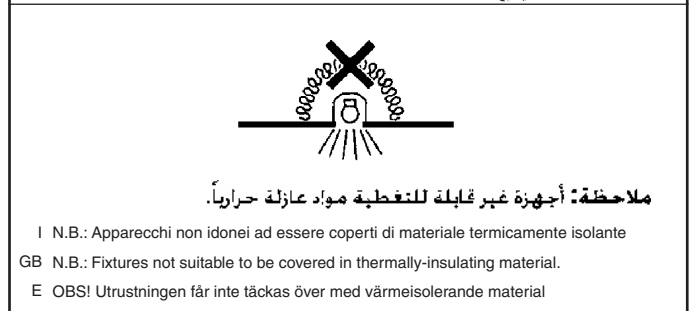 ملاحظة: أجهزة غير قابلة للتغطية مواد عازلة حرارياً.
I N.B.: Apparecchi non idonei ad essere coperti di materiale termicamente isolante
GB N.B.: Fixtures not suitable to be covered in thermally-insulating material.
E OBS! Utrustningen får inte täckas över med värmeisolerande material